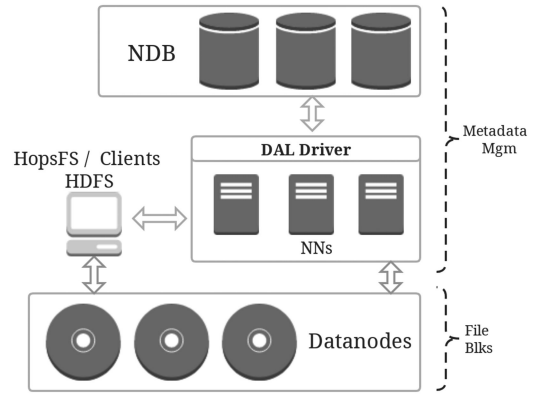 NDB
DAL Driver
Metadata
Mgm
HopsFS / Clients
HDFS
NNs
Datanodes
File
Blks